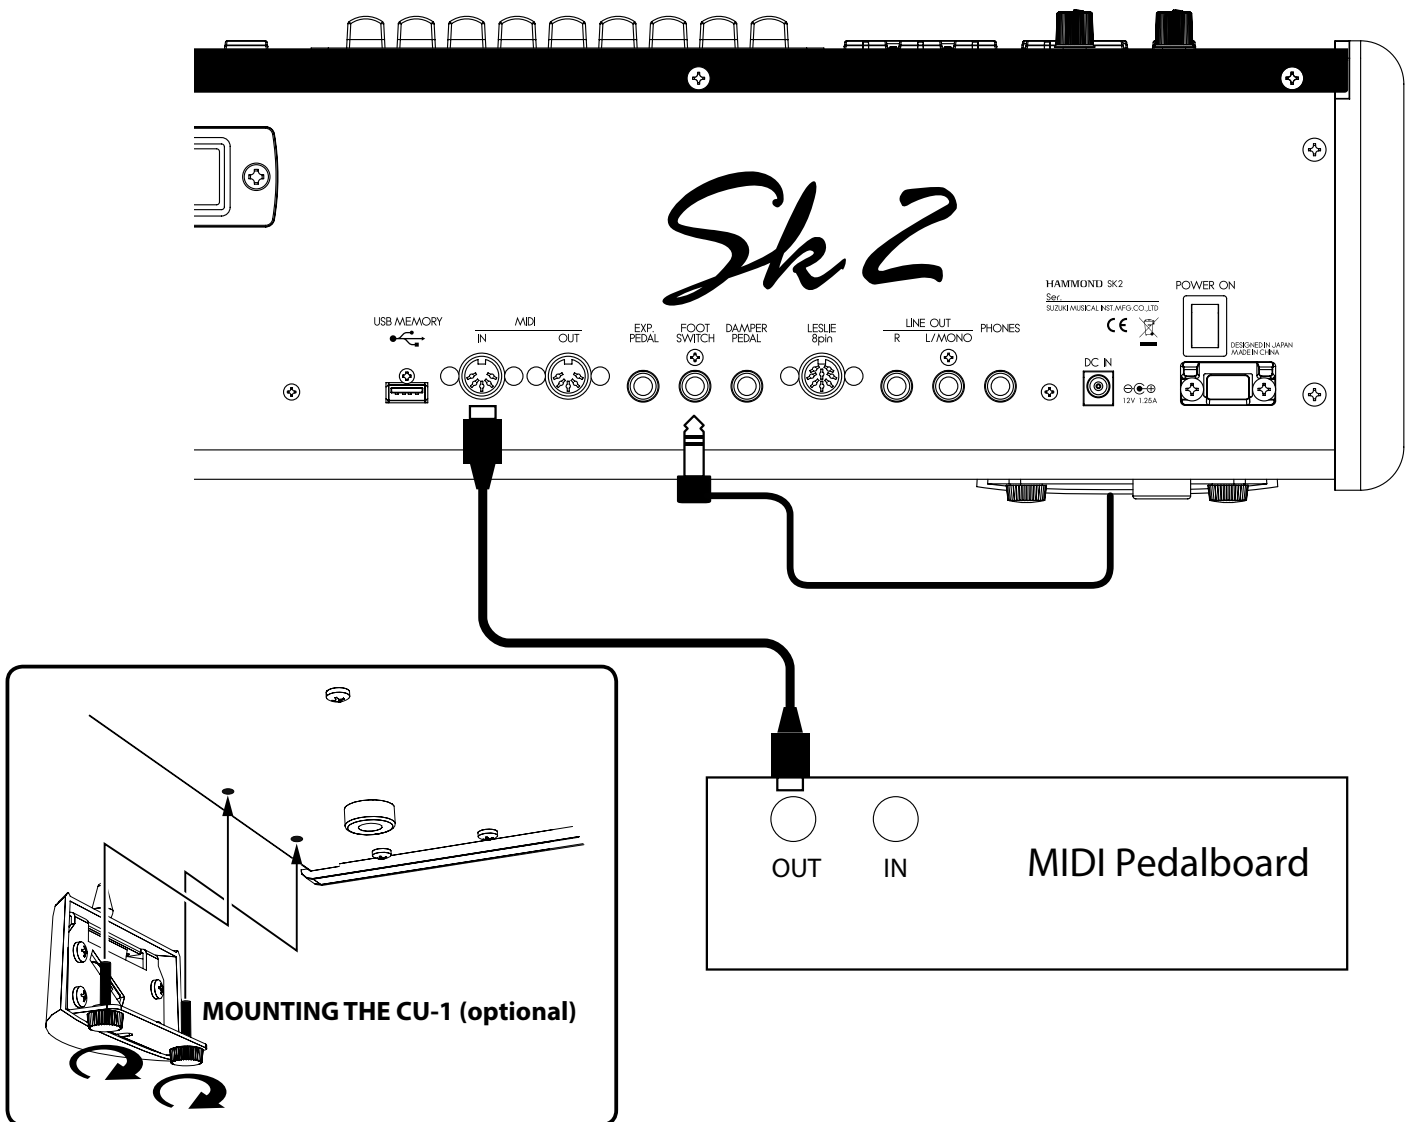 Sk2
HAMMOND SK2
Ser.
SUZUKI MUSICAL INST.MFG.CO.,LTD
CE
POWER ON
DESIGNED IN JAPAN
MADE IN CHINA
USB MEMORY
MIDI
IN
OUT
EXP.
PEDAL
FOOT
SWITCH
DAMPER
PEDAL
LESLIE
8pin
LINE OUT
R
L/MONO
PHONES
DC IN
12V 1.25A
OUT
IN
MIDI Pedalboard
MOUNTING THE CU-1 (optional)